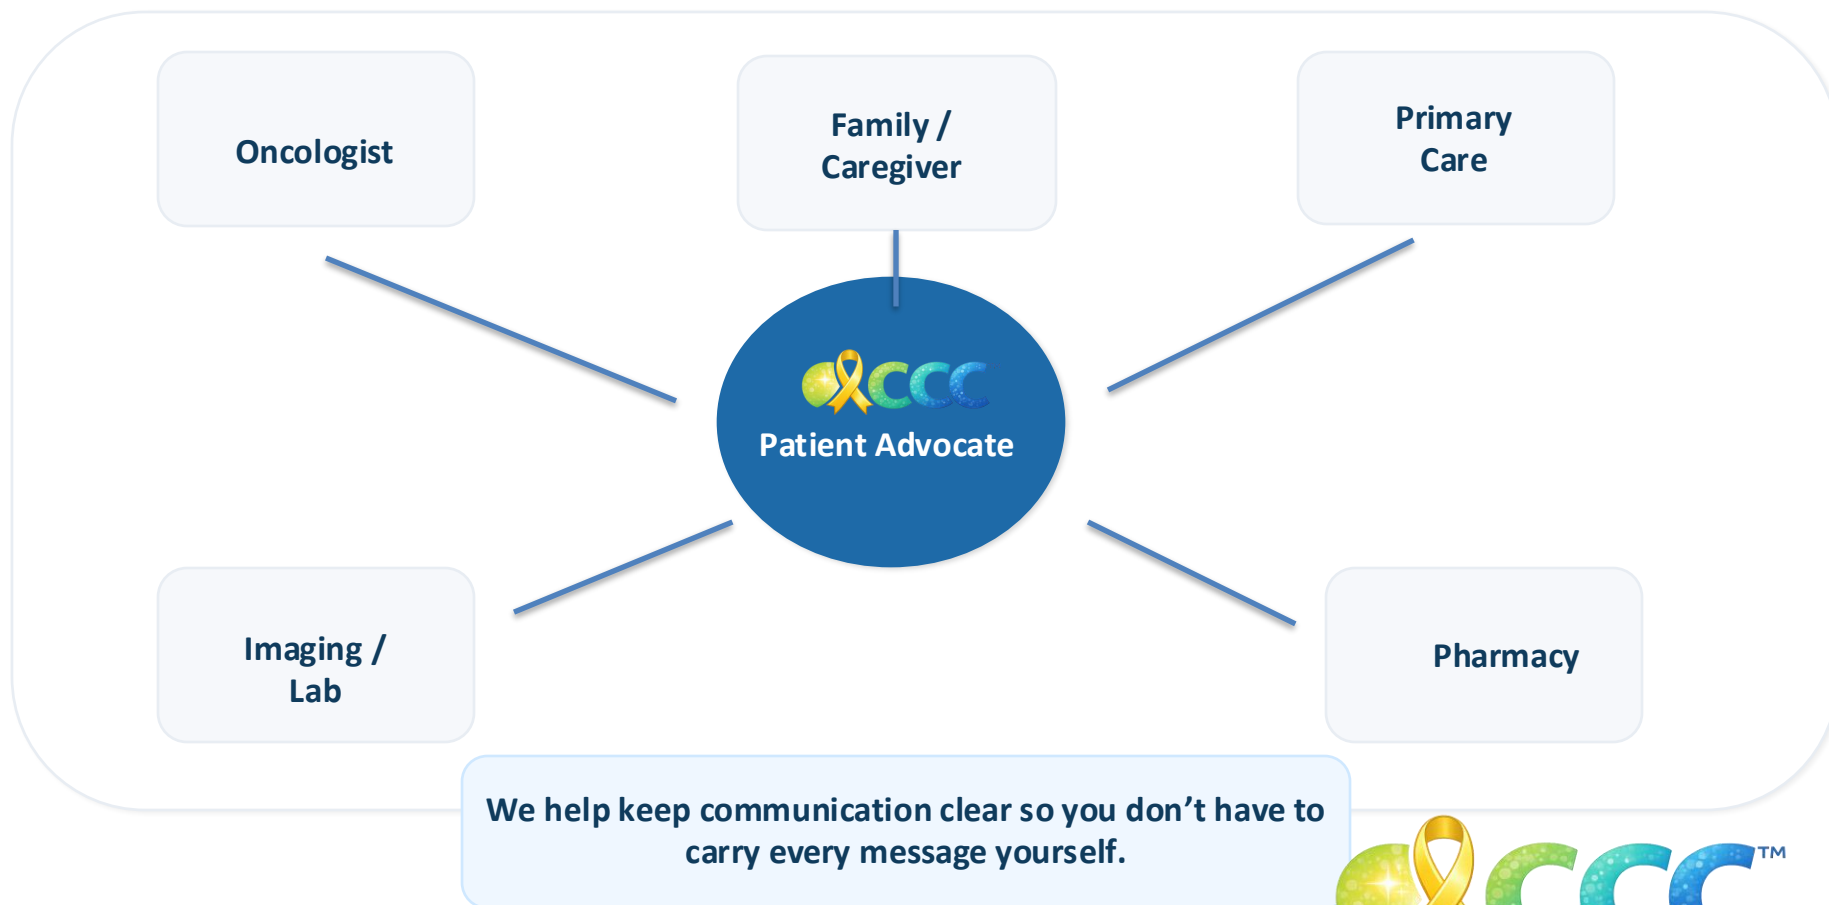 Oncologist
Family /
Caregiver
Primary
Care
CCC
Patient Advocate
Imaging /
Lab
Pharmacy
We help keep communication clear so you don’t have to
carry every message yourself.
CCC™